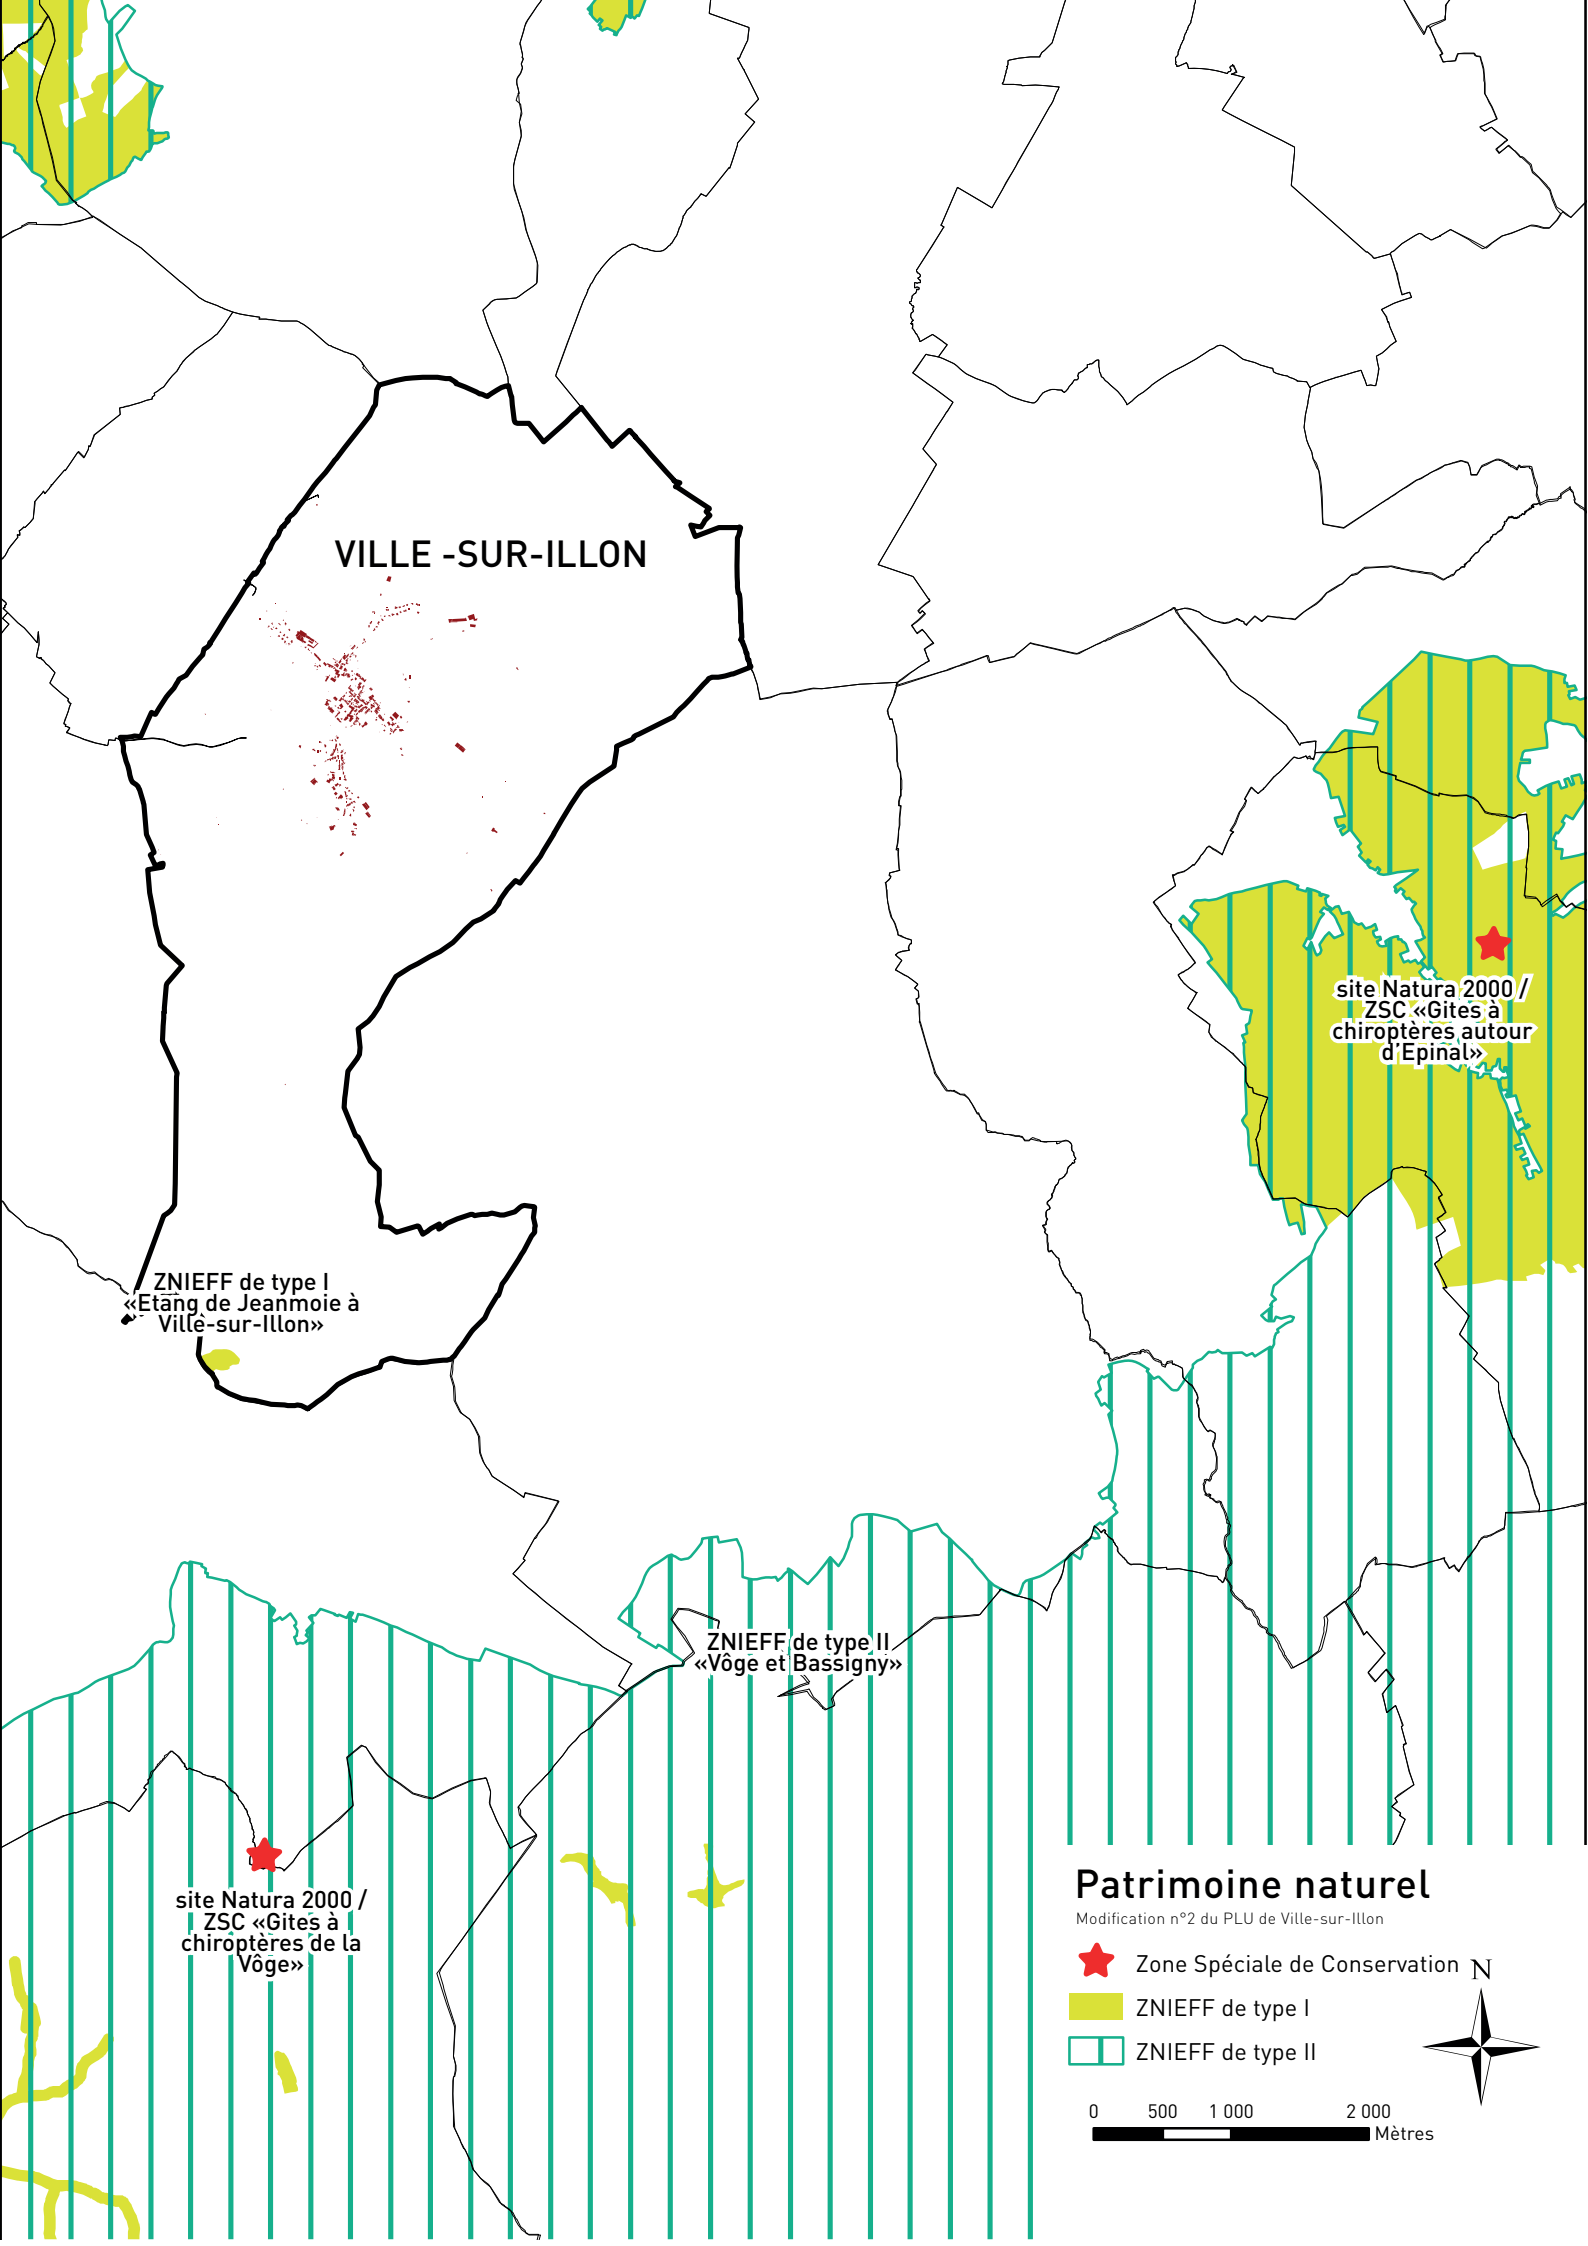 VILLE -SUR-ILLON
site Natura 2000 /
ZSC «Gites à
chiroptères autour
d'Epinal»
ZNIEFF de type I
«Etang de Jeanmoie à
Ville-sur-Illon»
ZNIEFF de type II
«Vôge et Bassigny»
site Natura 2000 /
ZSC «Gites à
chiroptères de la
Vôge»
Patrimoine naturel
Modification n°2 du PLU de Ville-sur-Illon
Zone Spéciale de Conservation
N
ZNIEFF de type I
ZNIEFF de type II
0 500 1 000 2 000
Mètres